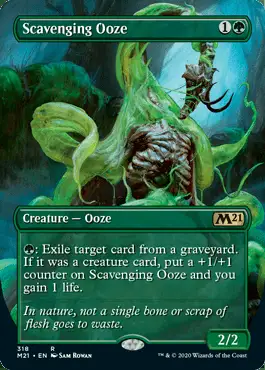 Scavenging Ooze 1
Creature — Ooze M21
: Exile target card from a graveyard.
If it was a creature card, put a +1/+1
counter on Scavenging Ooze and you
gain 1 life.
In nature, not a single bone or scrap of
flesh goes to waste.
2/2
318 R
M21 • EN SAM ROWAN ™ & © 2020 Wizards of the Coast